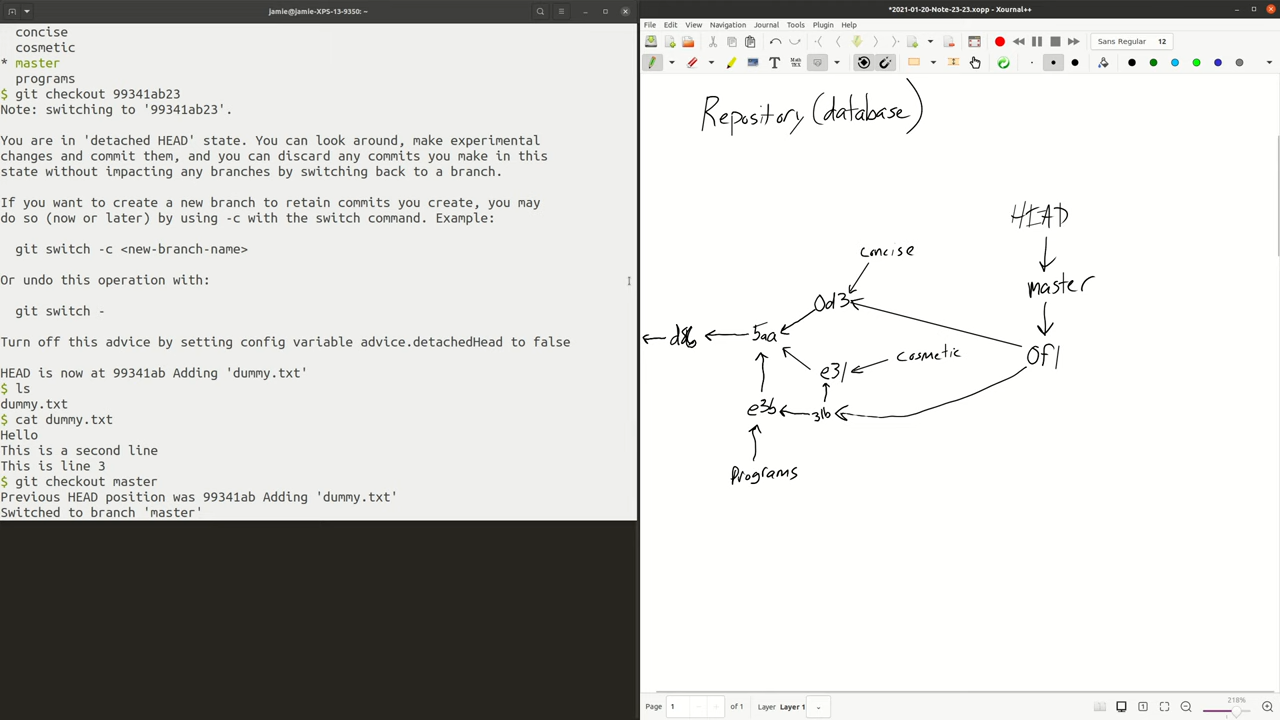 jamie@jamie-XPS-13-9350: ~
concise
cosmetic
* master
programs
$ git checkout 99341ab23
Note: switching to '99341ab23'.
You are in 'detached HEAD' state. You can look around, make experimental
changes and commit them, and you can discard any commits you make in this
state without impacting any branches by switching back to a branch.
If you want to create a new branch to retain commits you create, you may
do so (now or later) by using -c with the switch command. Example:
git switch -c <new-branch-name>
Or undo this operation with:
git switch -
Turn off this advice by setting config variable advice.detachedHead to false
HEAD is now at 99341ab Adding 'dummy.txt'
$ ls
dummy.txt
$ cat dummy.txt
Hello
This is a second line
This is line 3
$ git checkout master
Previous HEAD position was 99341ab Adding 'dummy.txt'
Switched to branch 'master'
*2021-01-20-Note-23-23.xopp - Xournal++
File Edit View Navigation Journal Tools Plugin Help
Sans Regular 12
Repository (database)
HEAD
concise
master
0d3
5aa
0f1
cosmetic
e31
e3b
31b
Programs
Page 1 of 1 Layer Layer 1
218%